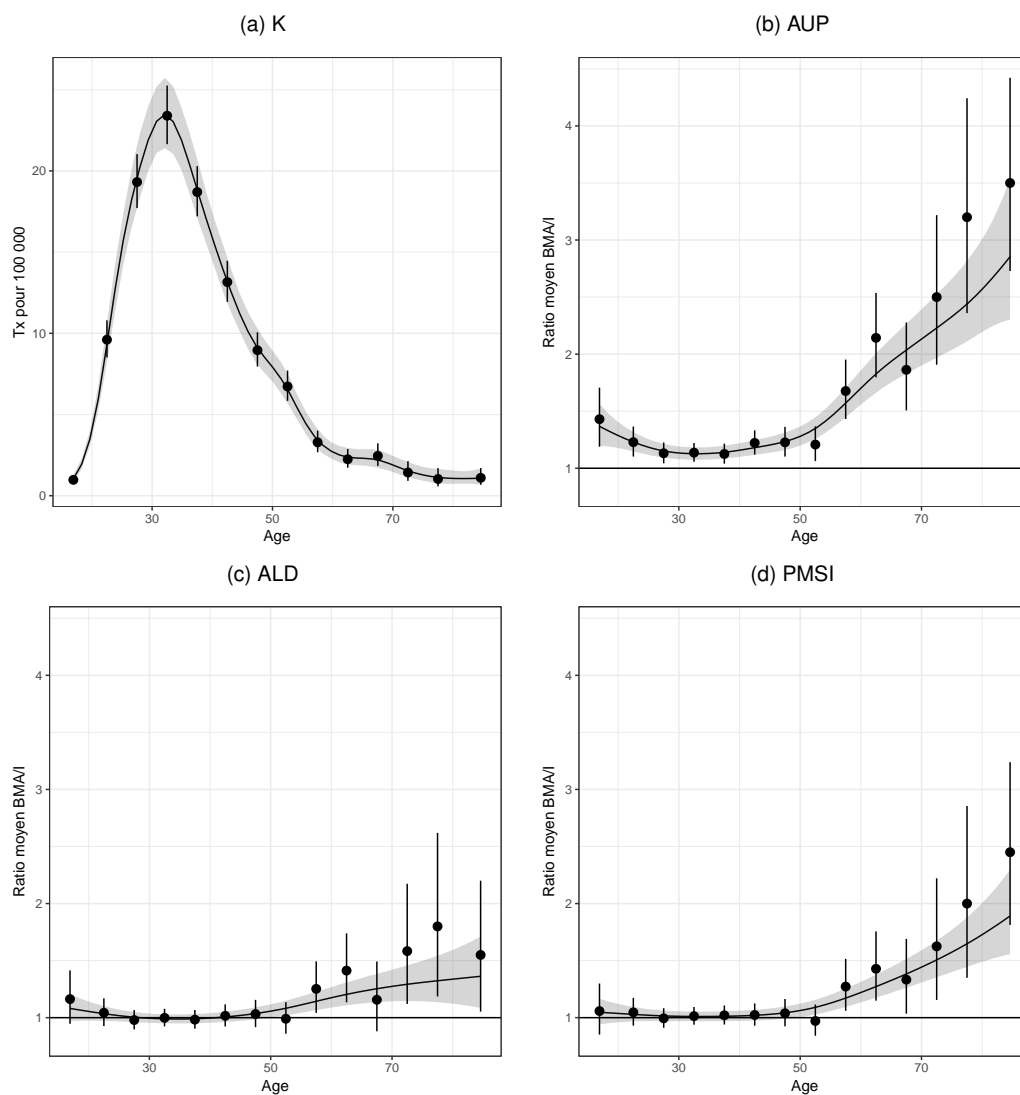 (a) K
Tx pour 100 000
20
10
0
30
50
70
Age
(b) AUP
Ratio moyen BMA/I
4
3
2
1
30
50
70
Age
(c) ALD
Ratio moyen BMA/I
4
3
2
1
30
50
70
Age
(d) PMSI
Ratio moyen BMA/I
4
3
2
1
30
50
70
Age